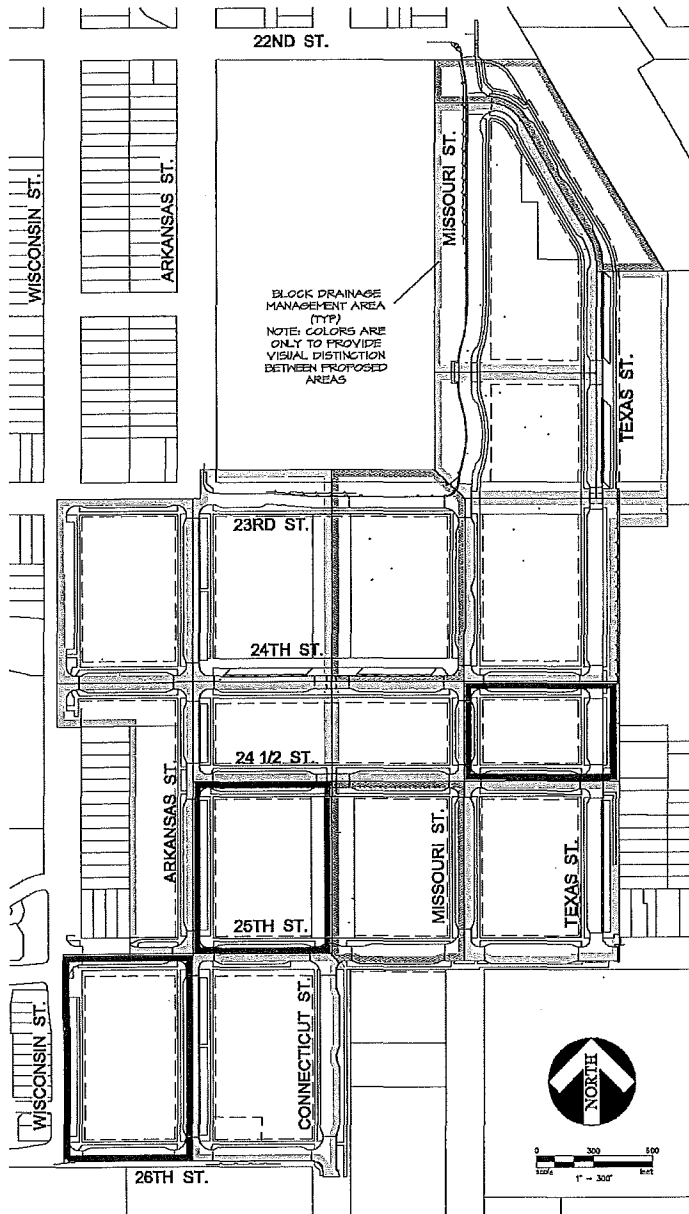 22ND ST.
WISCONSIN ST.
ARKANSAS ST.
MISSOURI ST.
BLOCK DRAINAGE
MANAGEMENT AREA
(TYP)
NOTE: COLORS ARE
ONLY TO PROVIDE
VISUAL DISTINCTION
BETWEEN PROPOSED
AREAS
TEXAS ST.
23RD ST.
24TH ST.
24 1/2 ST.
ARKANSAS ST.
MISSOURI ST.
TEXAS ST.
25TH ST.
WISCONSIN ST.
CONNECTICUT ST.
26TH ST.
NORTH
0 300 600
scale feet
1" = 300'